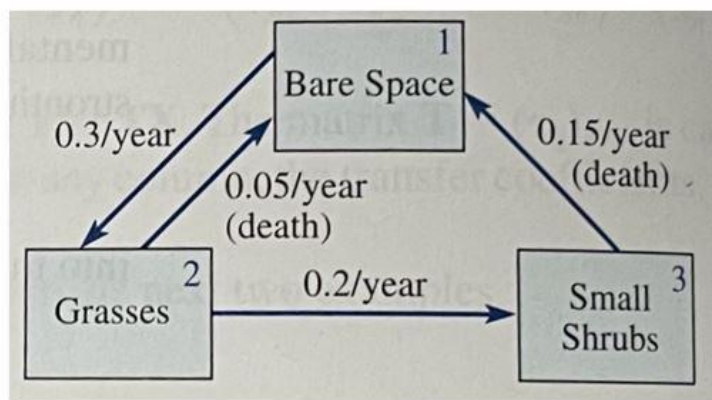 1
Bare Space
0.3/year
0.15/year
(death)
0.05/year
(death)
2
Grasses
0.2/year
3
Small
Shrubs